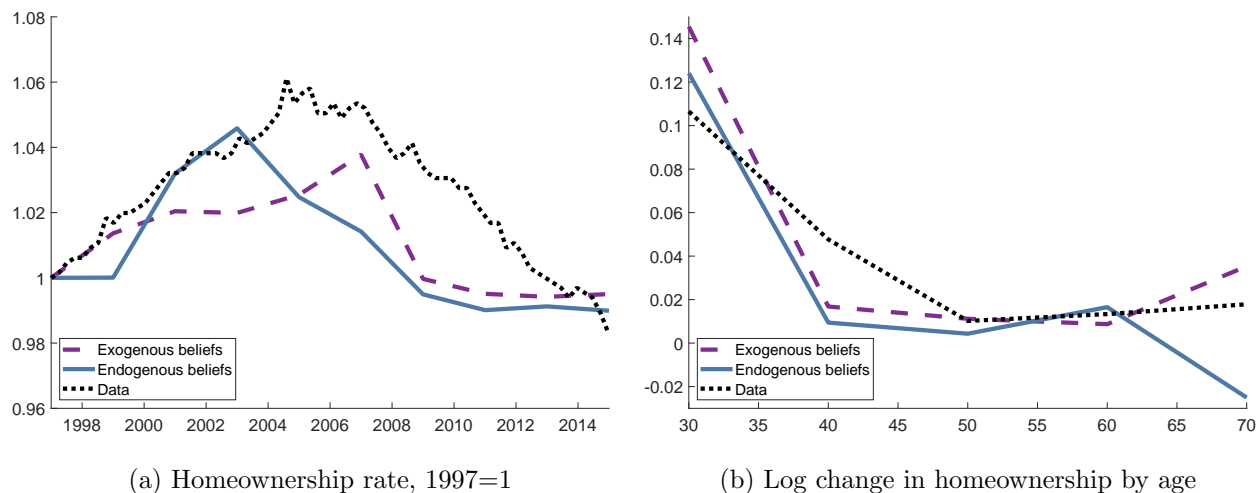 1.08
1.06
1.04
1.02
1
0.98
0.96
Exogenous beliefs
Endogenous beliefs
Data
1998 2000 2002 2004 2006 2008 2010 2012 2014
(a) Homeownership rate, 1997=1
0.14
0.12
0.1
0.08
0.06
0.04
0.02
0
-0.02
Exogenous beliefs
Endogenous beliefs
Data
30 35 40 45 50 55 60 65 70
(b) Log change in homeownership by age